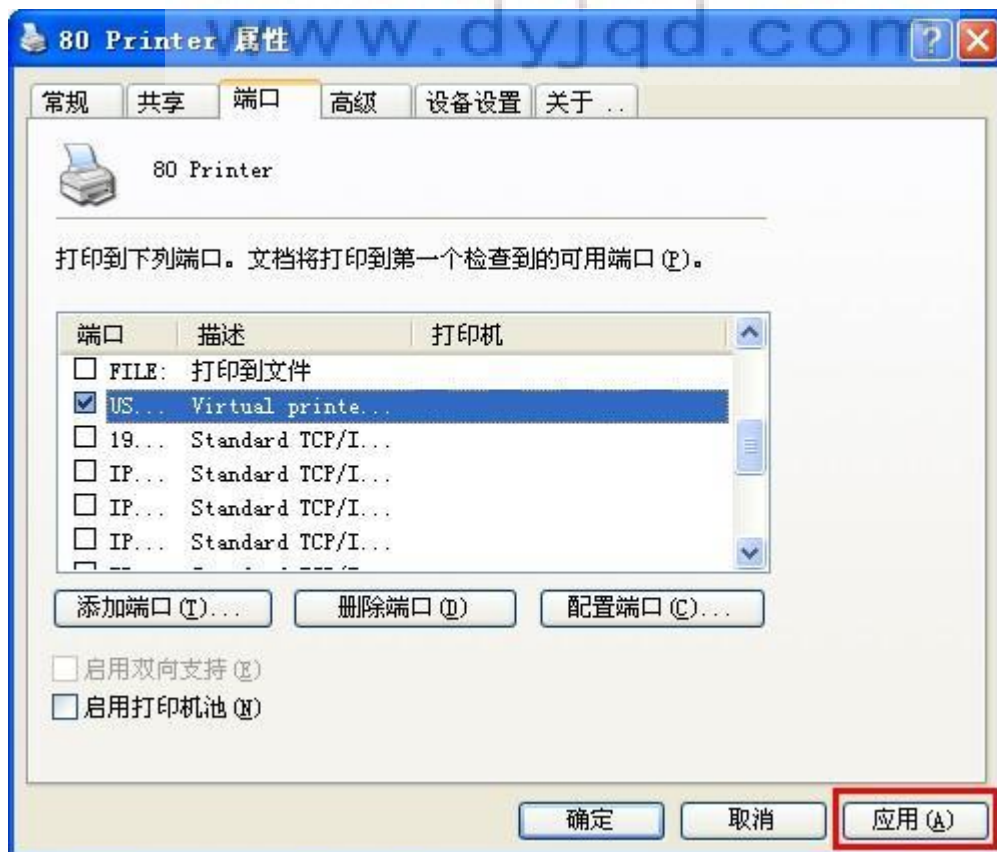 www.dyjqd.com
80 Printer 属性
常规 共享 端口 高级 设备设置 关于 ..
80 Printer
打印到下列端口。文档将打印到第一个检查到的可用端口(P)。
端口 描述 打印机
FILE: 打印到文件
US... Virtual printe...
19... Standard TCP/I...
IP... Standard TCP/I...
IP... Standard TCP/I...
IP... Standard TCP/I...
添加端口(T)... 删除端口(D) 配置端口(C)...
启用双向支持(E)
启用打印机池(N)
确定 取消 应用(A)